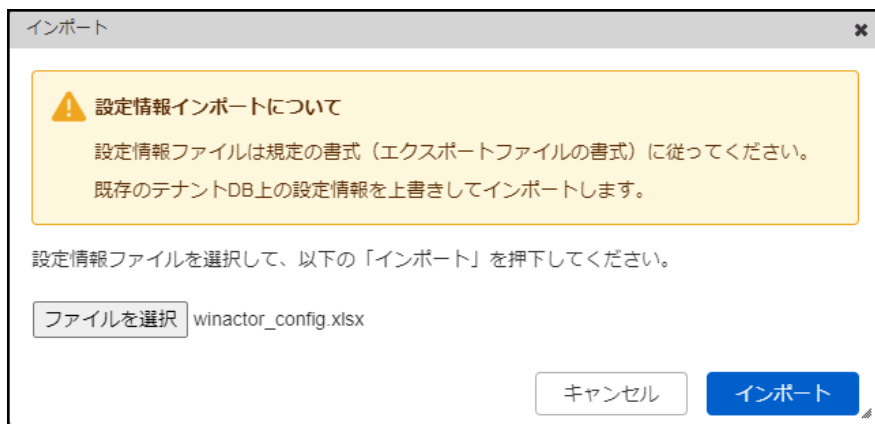 インポート
設定情報インポートについて
設定情報ファイルは規定の書式（エクスポートファイルの書式）に従ってください。
既存のテナントDB上の設定情報を上書きしてインポートします。
設定情報ファイルを選択して、以下の「インポート」を押下してください。
ファイルを選択 winactor_config.xlsx
キャンセル インポート